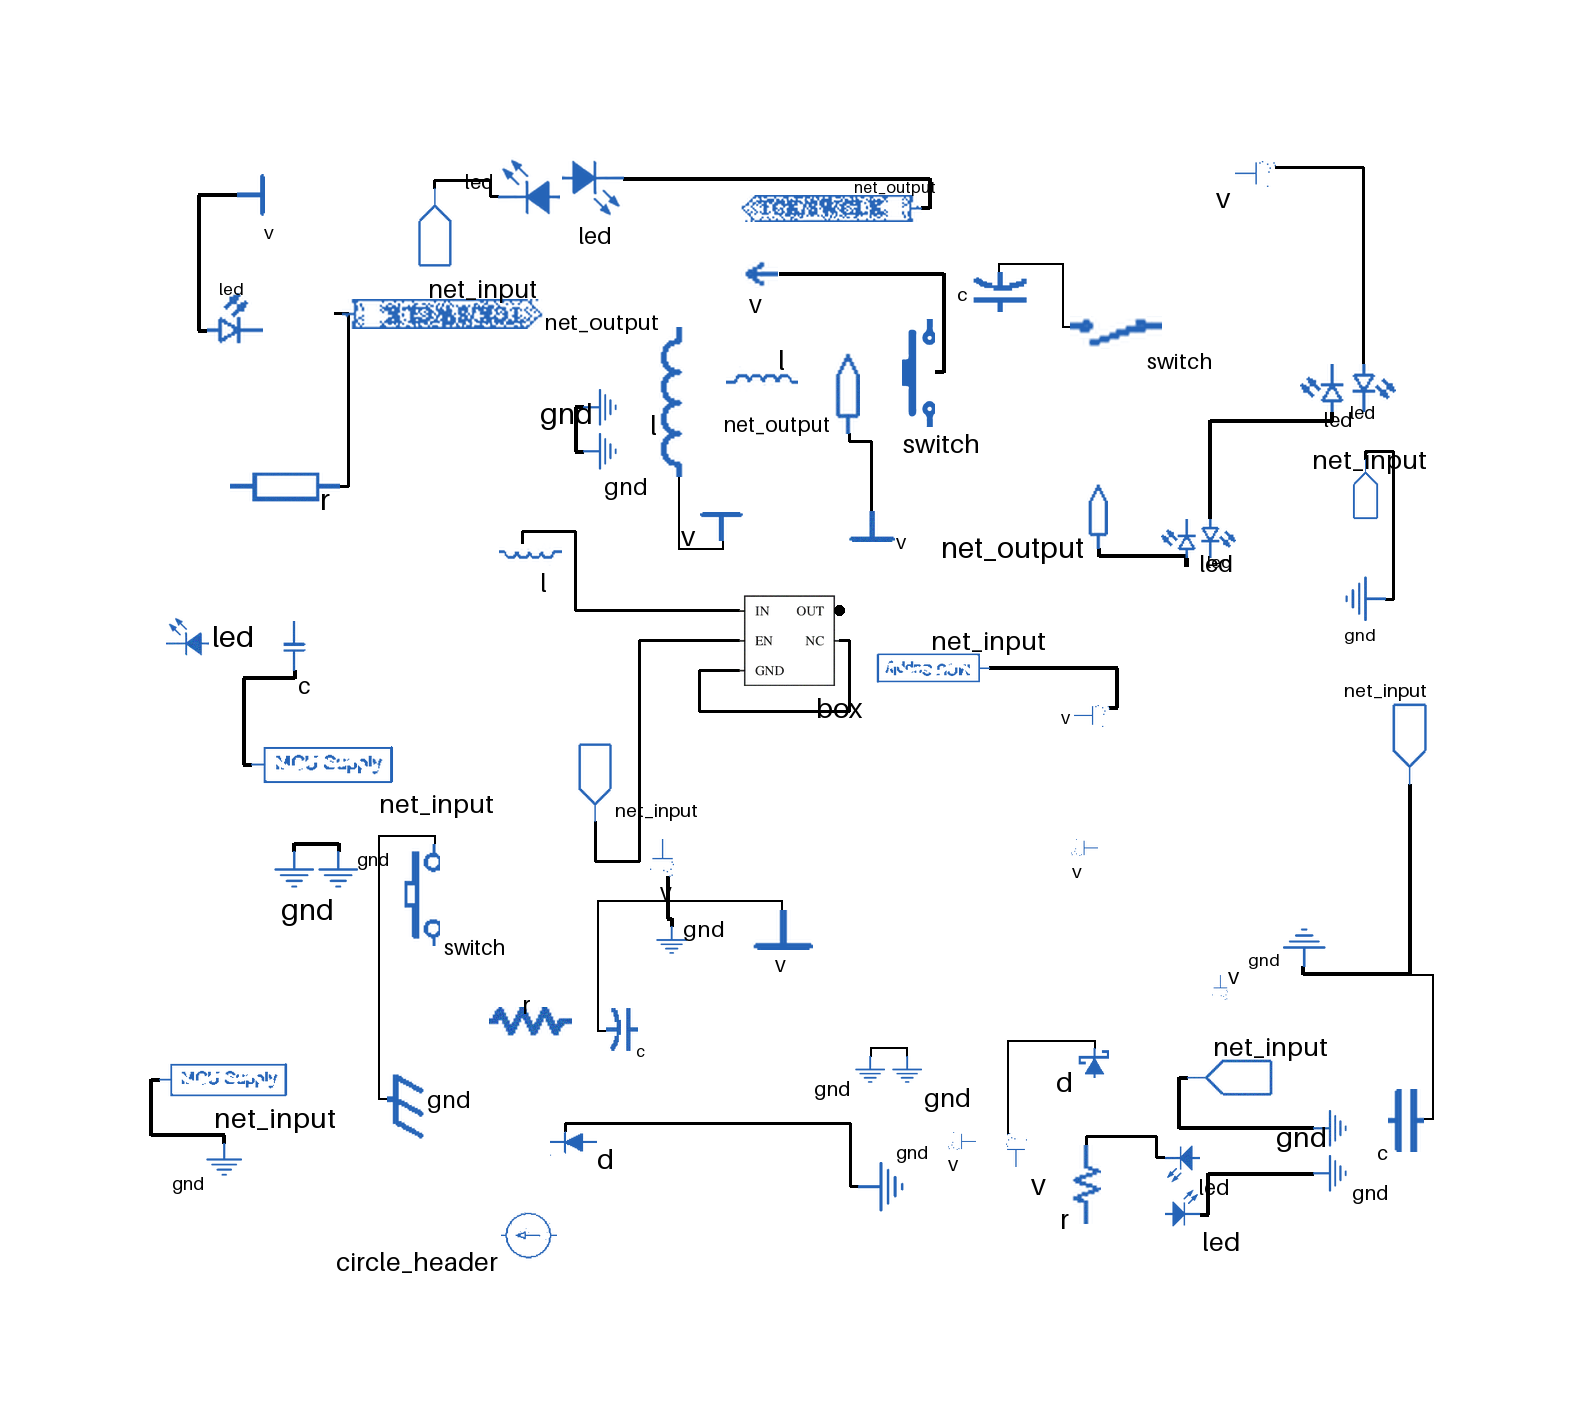 led
net_output
v
v
led
led
net_input
c
v
net_output
switch
l
led
led
gnd
l
net_output
switch
net_input
gnd
r
v
v
net_output
led
l
IN OUT
EN NC
GND
box
led
c
net_input
gnd
v
net_input
MCU Supply
net_input
net_input
gnd
v
v
gnd
switch
gnd
v
gnd
v
r
c
net_input
d
gnd
gnd
MCU Supply
net_input
gnd
gnd
d
gnd
v
gnd
c
v
led
gnd
r
led
circle_header